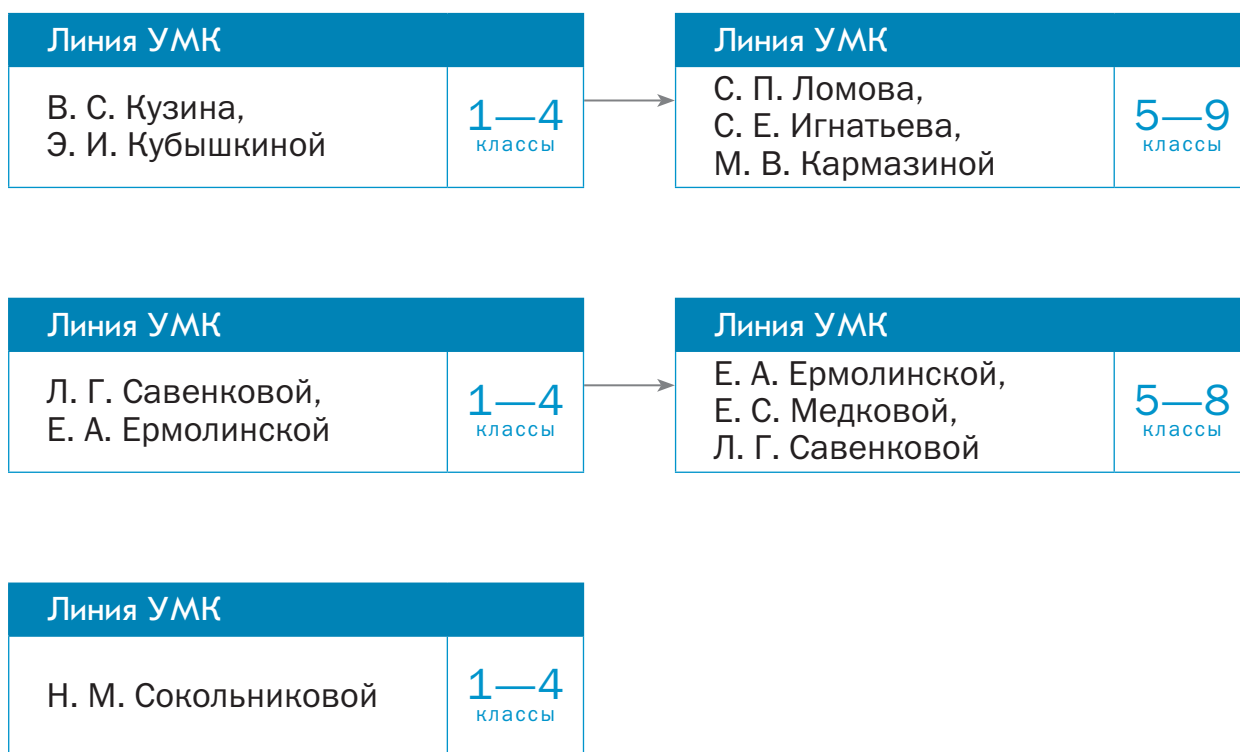 Линия УМК
В. С. Кузина,
Э. И. Кубышкиной
1—4
классы
Линия УМК
С. П. Ломова,
С. Е. Игнатьева,
М. В. Кармазиной
5—9
классы
Линия УМК
Л. Г. Савенковой,
Е. А. Ермолинской
1—4
классы
Линия УМК
Е. А. Ермолинской,
Е. С. Медковой,
Л. Г. Савенковой
5—8
классы
Линия УМК
Н. М. Сокольниковой
1—4
классы